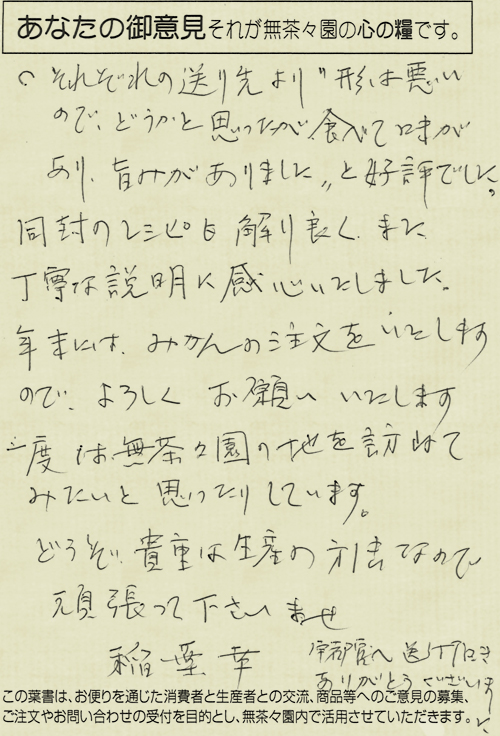 あなたの御意見それが無茶々園の心の糧です。
○ それぞれの送り先より〝形は悪い
ので、どうかと思ったが、食べて味が
あり、旨みがありました〟と好評でした。
同封のレシピも解り良く、また
丁寧な説明に感心いたしました。
年末には、みかんの注文をいたします
ので、よろしくお願いいたします
一度は無茶々園の地を訪ねて
みたいと思ったりしています。
どうぞ、貴重な生産の方法なので
頑張って下さいませ
稲葉幸
へ送付頂き
ありがとうございました
この葉書は、お便りを通じた消費者と生産者との交流、商品等へのご意見の募集、
ご注文やお問い合わせの受付を目的とし、無茶々園内で活用させていただきます。